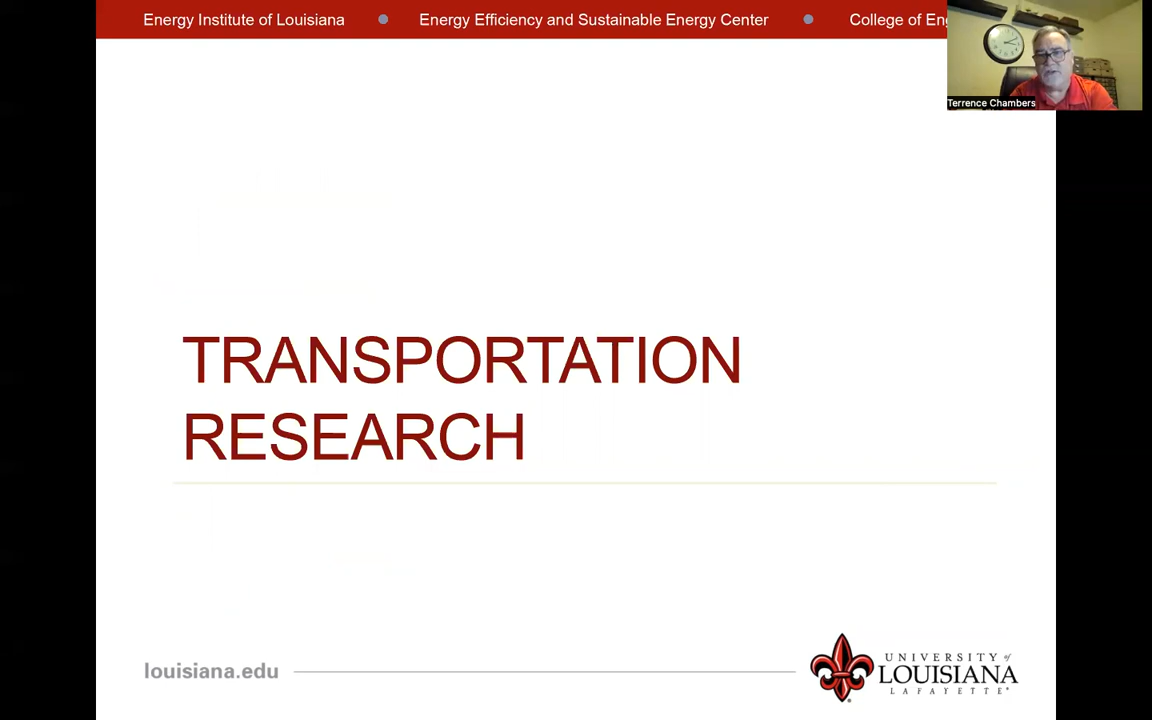 Energy Institute of Louisiana ● Energy Efficiency and Sustainable Energy Center ● College of
Terrence Chambers
TRANSPORTATION
RESEARCH
louisiana.edu
UNIVERSITY of
LOUISIANA
LAFAYETTE®